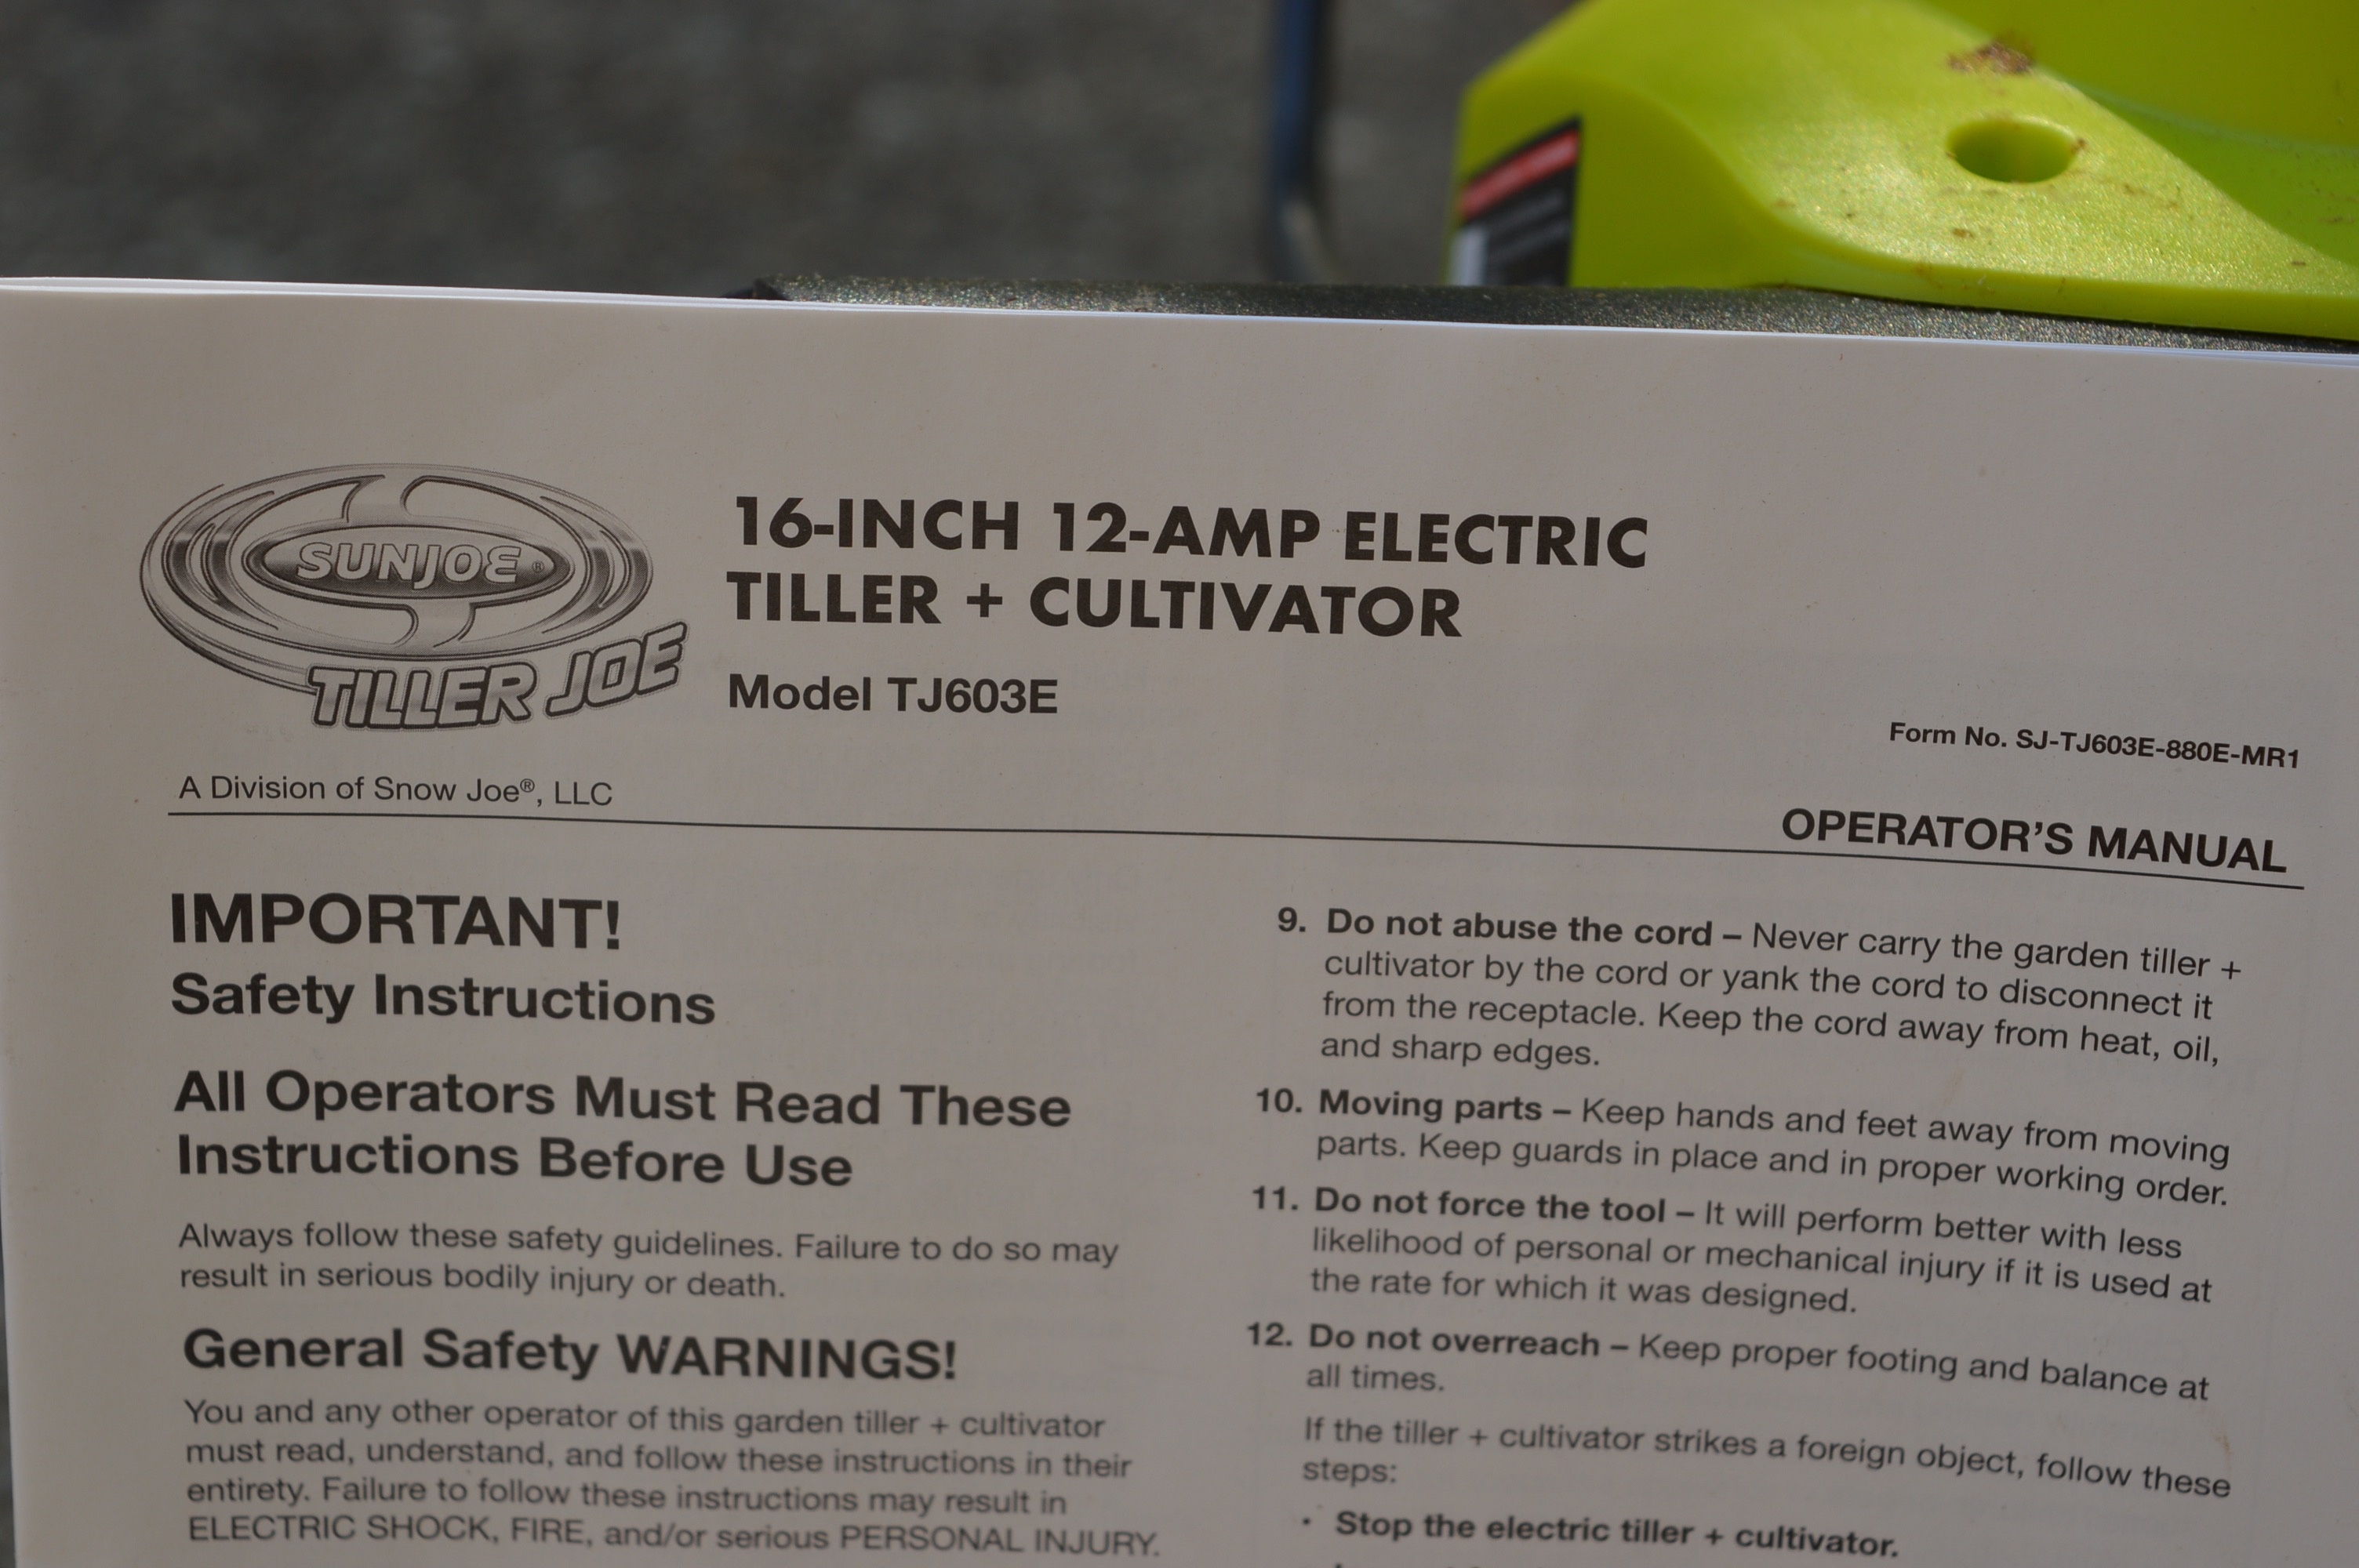 SUNJOE®
TILLER JOE
16-INCH 12-AMP ELECTRIC
TILLER + CULTIVATOR
Model TJ603E
Form No. SJ-TJ603E-880E-MR1
A Division of Snow Joe®, LLC
OPERATOR'S MANUAL
IMPORTANT!
Safety Instructions
All Operators Must Read These
Instructions Before Use
Always follow these safety guidelines. Failure to do so may
result in serious bodily injury or death.
General Safety WARNINGS!
You and any other operator of this garden tiller + cultivator
must read, understand, and follow these instructions in their
entirety. Failure to follow these instructions may result in
ELECTRIC SHOCK, FIRE, and/or serious PERSONAL INJURY.
9. Do not abuse the cord – Never carry the garden tiller +
cultivator by the cord or yank the cord to disconnect it
from the receptacle. Keep the cord away from heat, oil,
and sharp edges.
10. Moving parts – Keep hands and feet away from moving
parts. Keep guards in place and in proper working order.
11. Do not force the tool – It will perform better with less
likelihood of personal or mechanical injury if it is used at
the rate for which it was designed.
12. Do not overreach – Keep proper footing and balance at
all times.
If the tiller + cultivator strikes a foreign object, follow these
steps:
• Stop the electric tiller + cultivator.